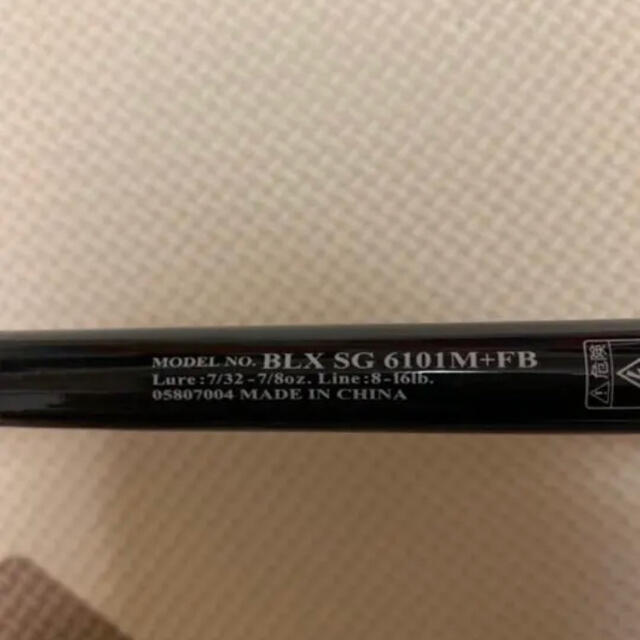 MODEL NO. BLX SG 6101M+FB
Lure:7/32-7/8oz. Line:8-16lb.
05807004 MADE IN CHINA
危険